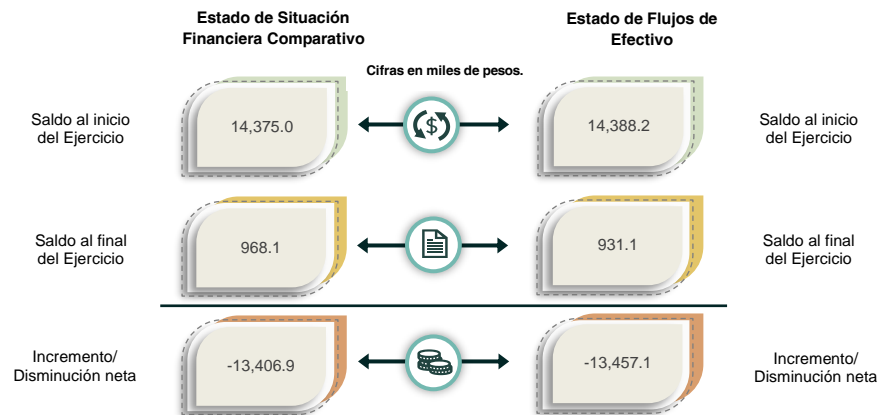 Estado de Situación
Financiera Comparativo
Estado de Flujos de
Efectivo
Cifras en miles de pesos.
Saldo al inicio
del Ejercicio
14,375.0
$
14,388.2
Saldo al inicio
del Ejercicio
Saldo al final
del Ejercicio
968.1
931.1
Saldo al final
del Ejercicio
Incremento/
Disminución neta
-13,406.9
-13,457.1
Incremento/
Disminución neta